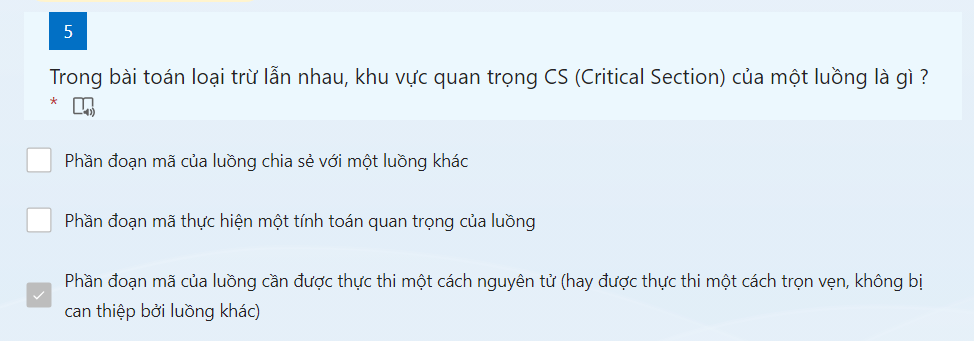 5
Trong bài toán loại trừ lẫn nhau, khu vực quan trọng CS (Critical Section) của một luồng là gì ?
*
Phần đoạn mã của luồng chia sẻ với một luồng khác
Phần đoạn mã thực hiện một tính toán quan trọng của luồng
Phần đoạn mã của luồng cần được thực thi một cách nguyên tử (hay được thực thi một cách trọn vẹn, không bị
can thiệp bởi luồng khác)